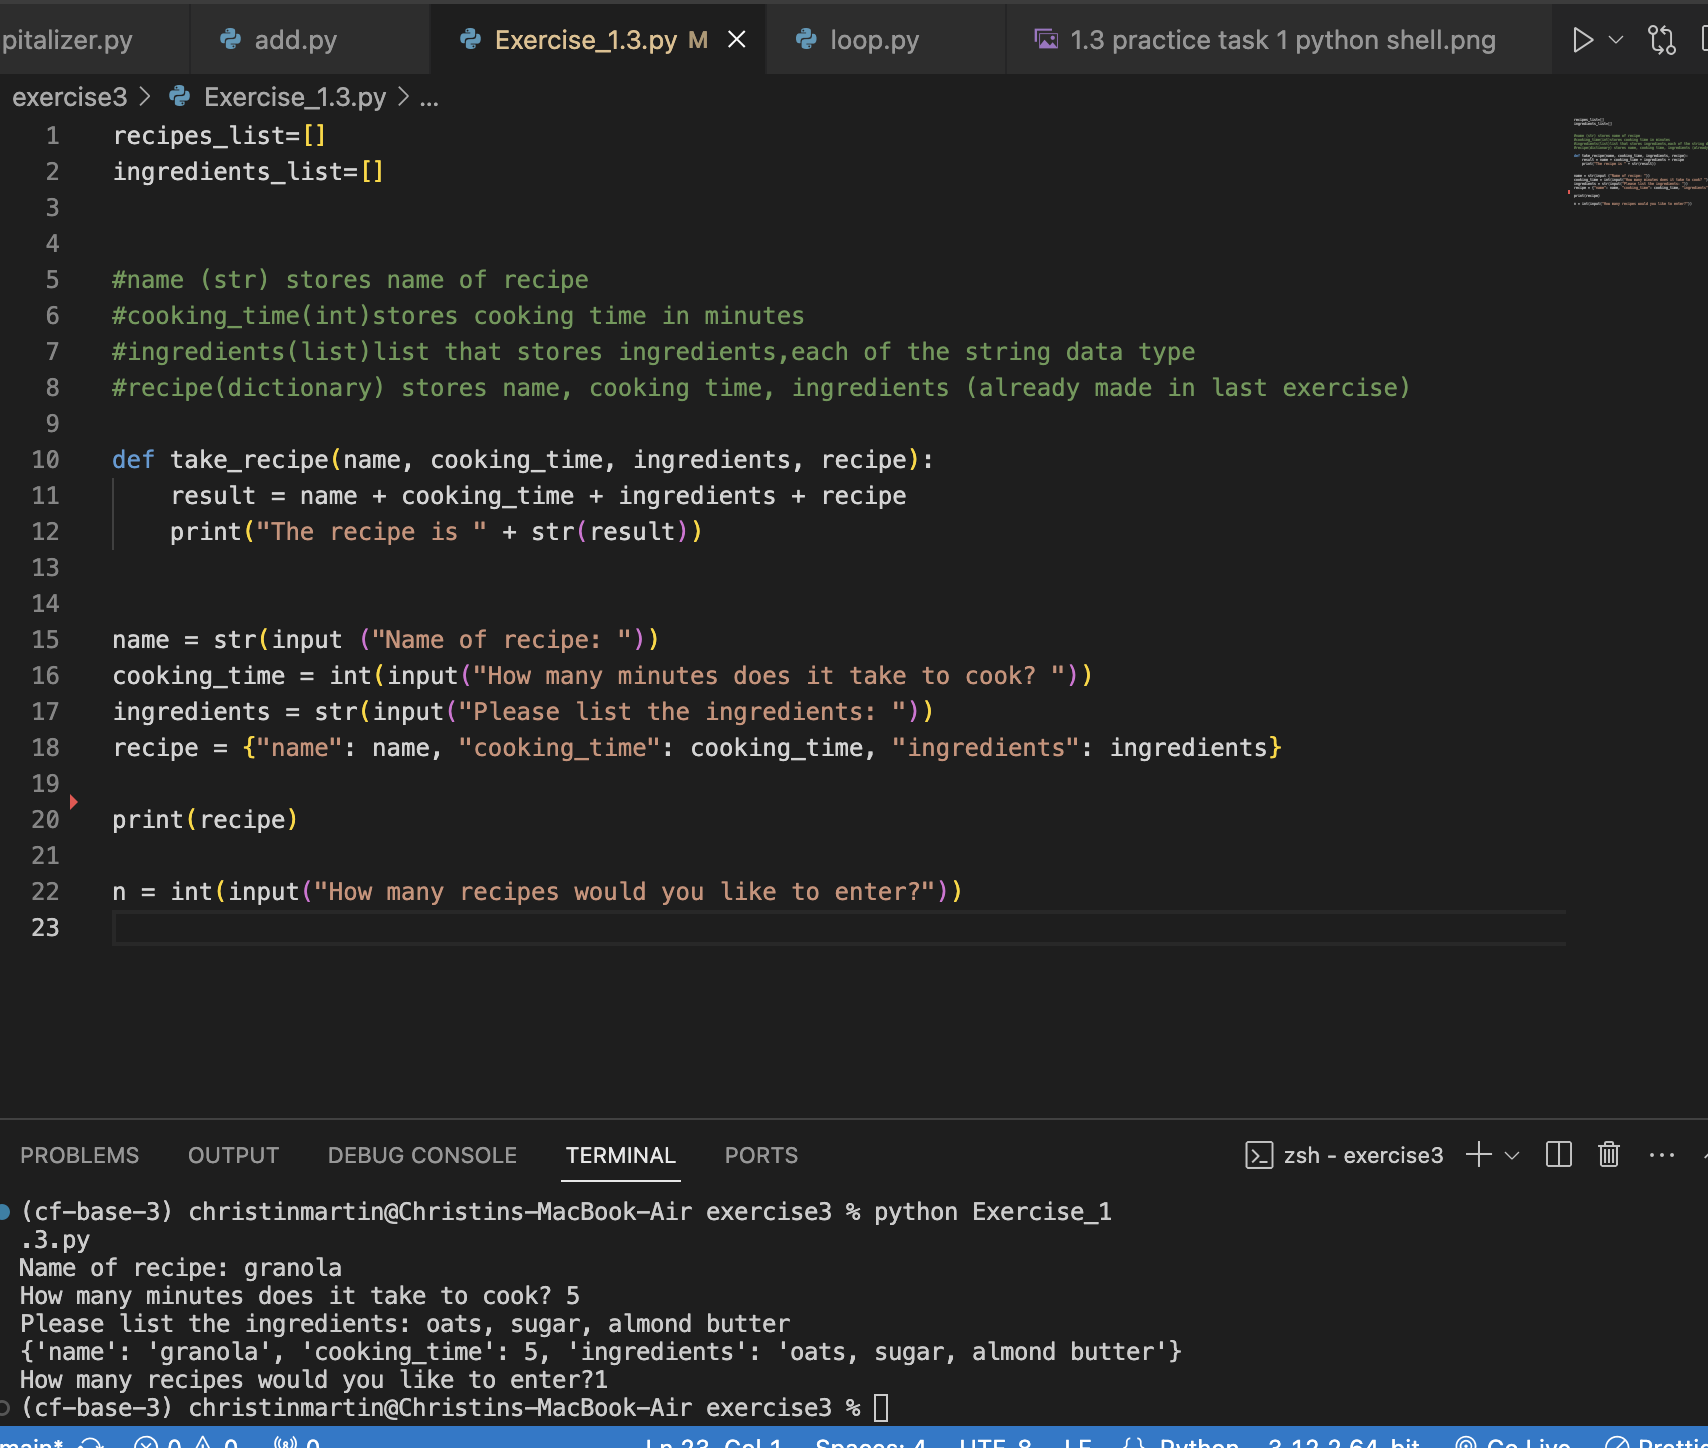 pitalizer.py add.py Exercise_1.3.py M loop.py 1.3 practice task 1 python shell.png
exercise3 > Exercise_1.3.py > ...
1 recipes_list=[]
2 ingredients_list=[]
3
4
5 #name (str) stores name of recipe
6 #cooking_time(int)stores cooking time in minutes
7 #ingredients(list)list that stores ingredients,each of the string data type
8 #recipe(dictionary) stores name, cooking time, ingredients (already made in last exercise)
9
10 def take_recipe(name, cooking_time, ingredients, recipe):
11     result = name + cooking_time + ingredients + recipe
12     print("The recipe is " + str(result))
13
14
15 name = str(input ("Name of recipe: "))
16 cooking_time = int(input("How many minutes does it take to cook? "))
17 ingredients = str(input("Please list the ingredients: "))
18 recipe = {"name": name, "cooking_time": cooking_time, "ingredients": ingredients}
19
20 print(recipe)
21
22 n = int(input("How many recipes would you like to enter?"))
23
PROBLEMS OUTPUT DEBUG CONSOLE TERMINAL PORTS zsh - exercise3
(cf-base-3) christinmartin@Christins-MacBook-Air exercise3 % python Exercise_1
.3.py
Name of recipe: granola
How many minutes does it take to cook? 5
Please list the ingredients: oats, sugar, almond butter
{'name': 'granola', 'cooking_time': 5, 'ingredients': 'oats, sugar, almond butter'}
How many recipes would you like to enter?1
(cf-base-3) christinmartin@Christins-MacBook-Air exercise3 %
main* 0 0 0 Ln 23, Col 1 Spaces: 4 UTF-8 LF {} Python 3.12.2 64-bit Go Live Pretti